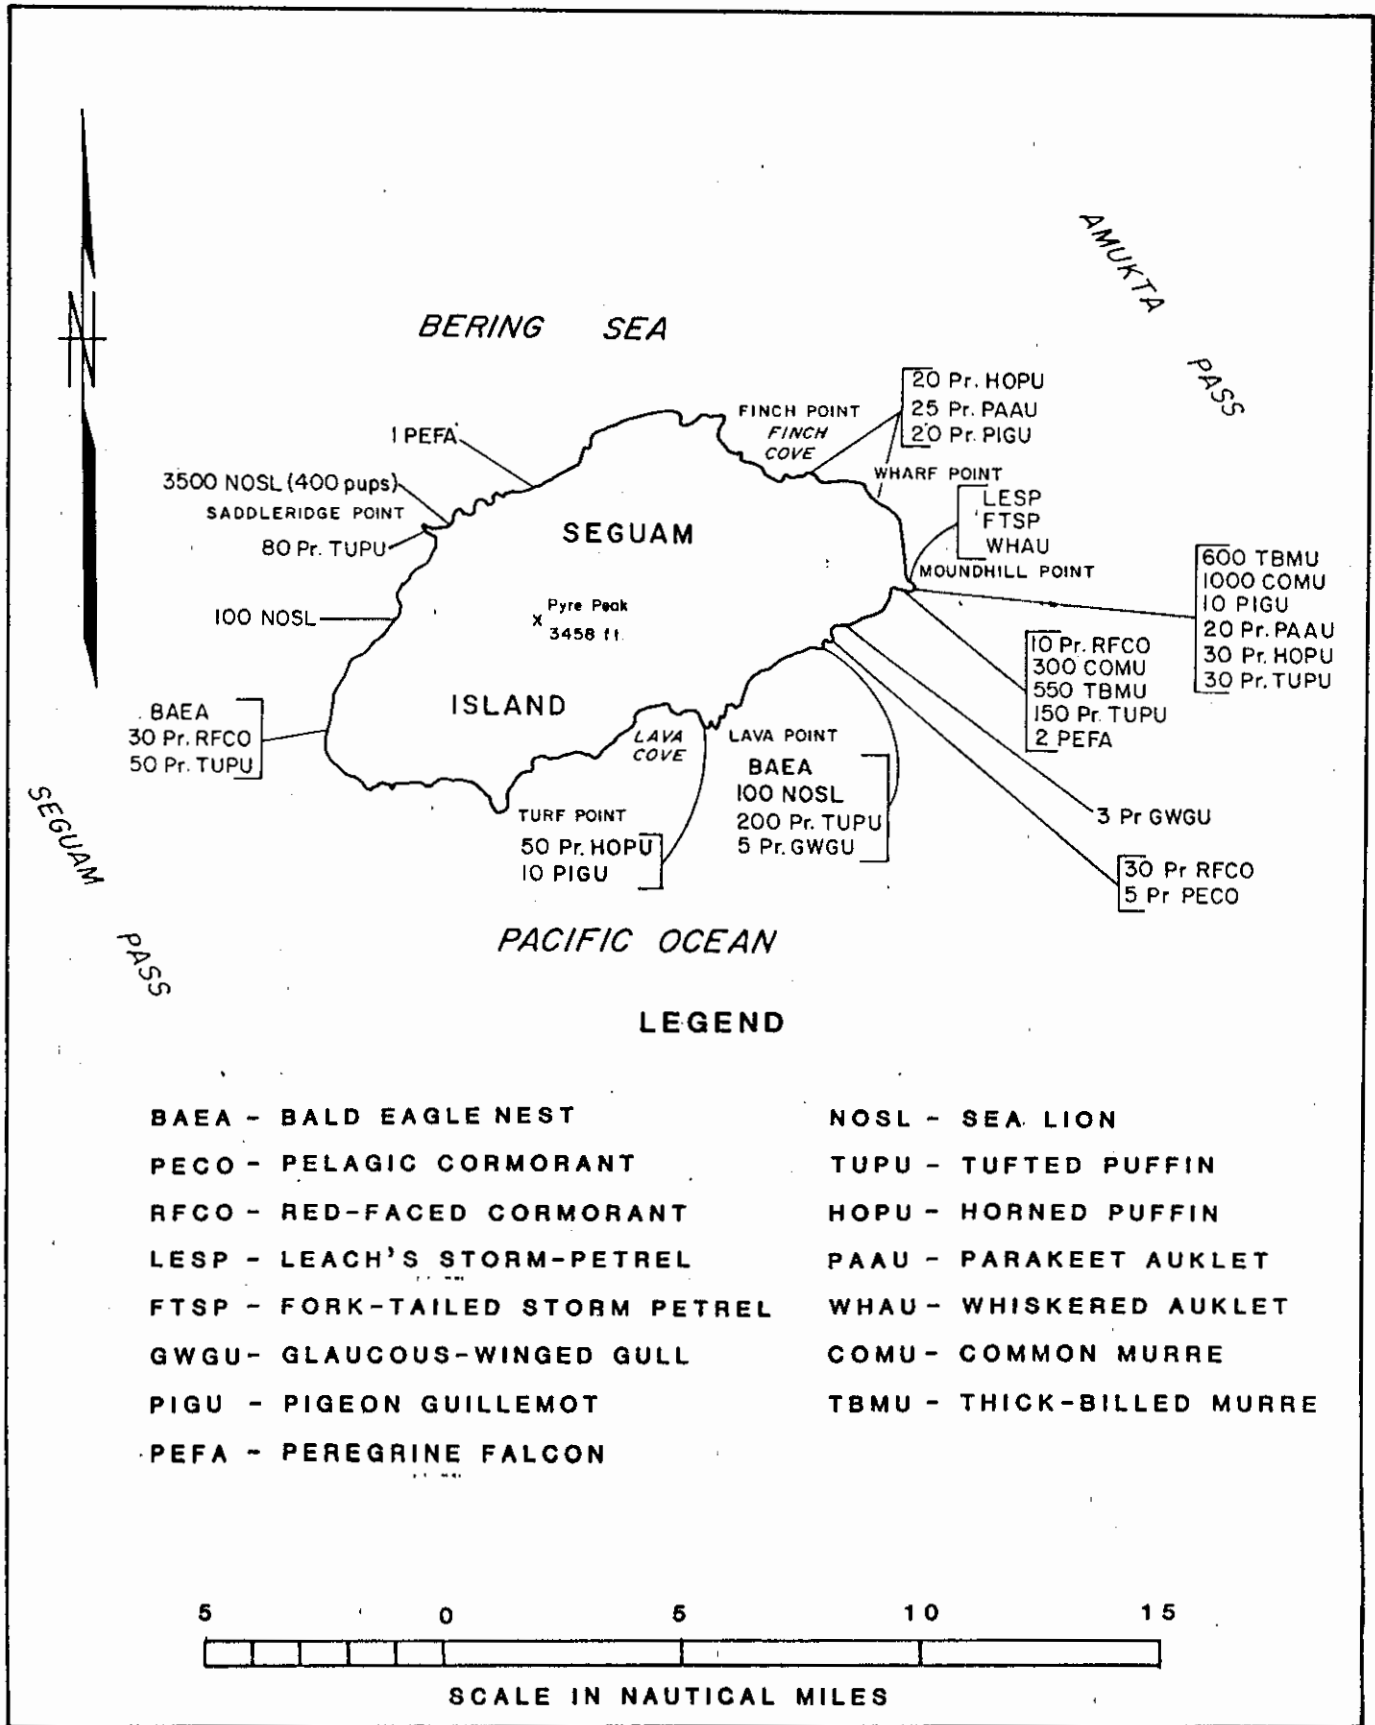 AMUKTA
PASS
BERING SEA
20 Pr. HOPU
25 Pr. PAAU
20 Pr. PIGU
FINCH POINT
FINCH
COVE
1 PEFA
WHARF POINT
3500 NOSL (400 pups)
SADDLERIDGE POINT
80 Pr. TUPU
LESP
FTSP
WHAU
SEGUAM
MOUNDHILL POINT
600 TBMU
1000 COMU
10 PIGU
20 Pr. PAAU
30 Pr. HOPU
30 Pr. TUPU
100 NOSL
Pyre Peak
x
3458 ft.
10 Pr. RFCO
300 COMU
550 TBMU
150 Pr. TUPU
2 PEFA
ISLAND
BAEA
30 Pr. RFCO
50 Pr. TUPU
LAVA
COVE
LAVA POINT
BAEA
100 NOSL
200 Pr. TUPU
5 Pr. GWGU
TURF POINT
50 Pr. HOPU
10 PIGU
3 Pr GWGU
30 Pr RFCO
5 Pr PECO
SEGUAM
PASS
PACIFIC OCEAN
N
LEGEND
BAEA - BALD EAGLE NEST
PECO - PELAGIC CORMORANT
RFCO - RED-FACED CORMORANT
LESP - LEACH'S STORM-PETREL
FTSP - FORK-TAILED STORM PETREL
GWGU- GLAUCOUS-WINGED GULL
PIGU - PIGEON GUILLEMOT
PEFA - PEREGRINE FALCON
NOSL - SEA LION
TUPU - TUFTED PUFFIN
HOPU - HORNED PUFFIN
PAAU - PARAKEET AUKLET
WHAU - WHISKERED AUKLET
COMU - COMMON MURRE
TBMU - THICK-BILLED MURRE
5 0 5 10 15
SCALE IN NAUTICAL MILES